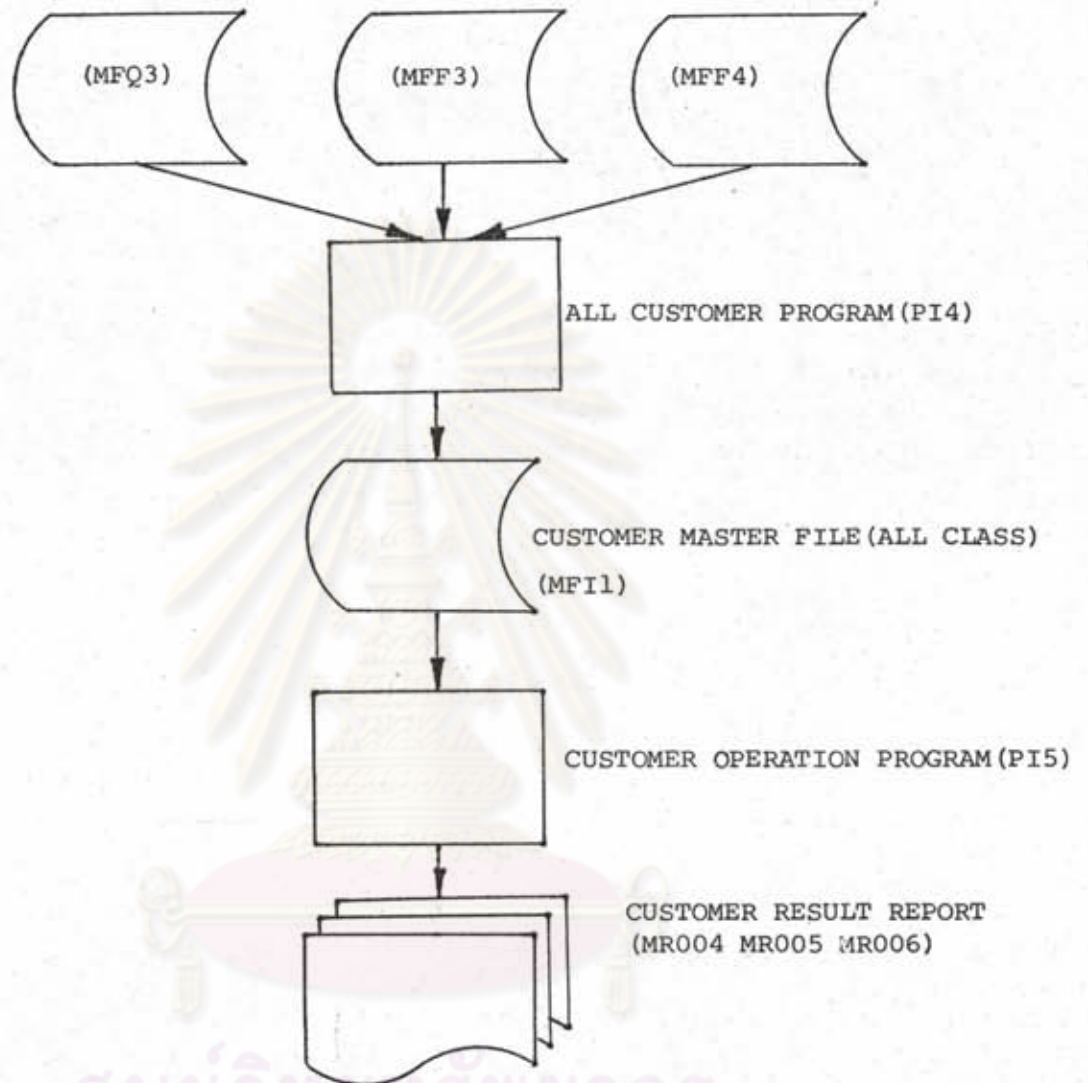 (MFQ3)
(MFF3)
(MFF4)
ALL CUSTOMER PROGRAM(PI4)
CUSTOMER MASTER FILE(ALL CLASS)
(MFI1)
CUSTOMER OPERATION PROGRAM(PI5)
CUSTOMER RESULT REPORT
(MR004 MR005 MR006)